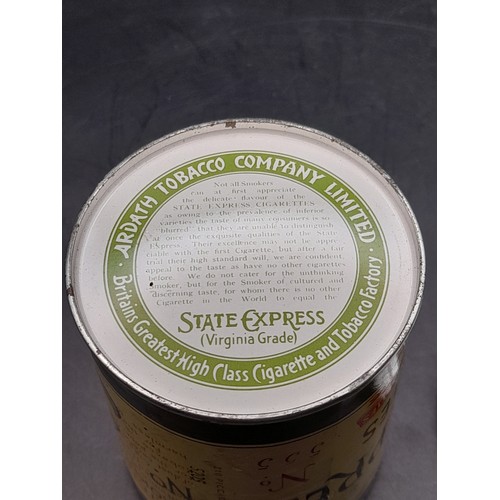 ARDATH TOBACCO COMPANY LIMITED
Not all Smokers
can at first appreciate
the delicate flavour of the
STATE EXPRESS CIGARETTES
as owing to the prevalence of inferior
varieties the taste of many consumers is so
"blurred" that they are unable to distinguish
at once the exquisite qualities of the State
Express. Their excellence may not be appre-
ciable with the first Cigarette, but after a fair
trial their high standard will, we are confident,
appeal to the taste as have no other cigarettes
before. We do not cater for the unthinking
Smoker, but for the Smoker of cultured and
discerning taste, for whom there is no other
Cigarette in the World to equal the
STATE EXPRESS
(Virginia Grade)
Britains Greatest High Class Cigarette and Tobacco Factory